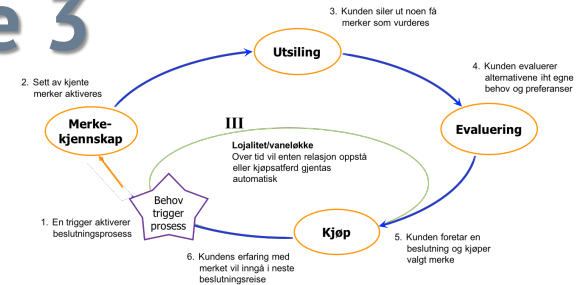 e 3
3. Kunden siler ut noen få
merker som vurderes
Utsiling
2. Sett av kjente
merker aktiveres
4. Kunden evaluerer
alternativene iht egne
behov og preferanser
Merke-
kjennskap
III
Evaluering
Lojalitet/vaneløkke
Over tid vil enten relasjon oppstå
eller kjøpsatferd gjentas
automatisk
Behov
trigger
prosess
1. En trigger aktiverer
beslutningsprosess
Kjøp
5. Kunden foretar en
beslutning og kjøper
valgt merke
6. Kundens erfaring med
merket vil inngå i neste
beslutningsreise